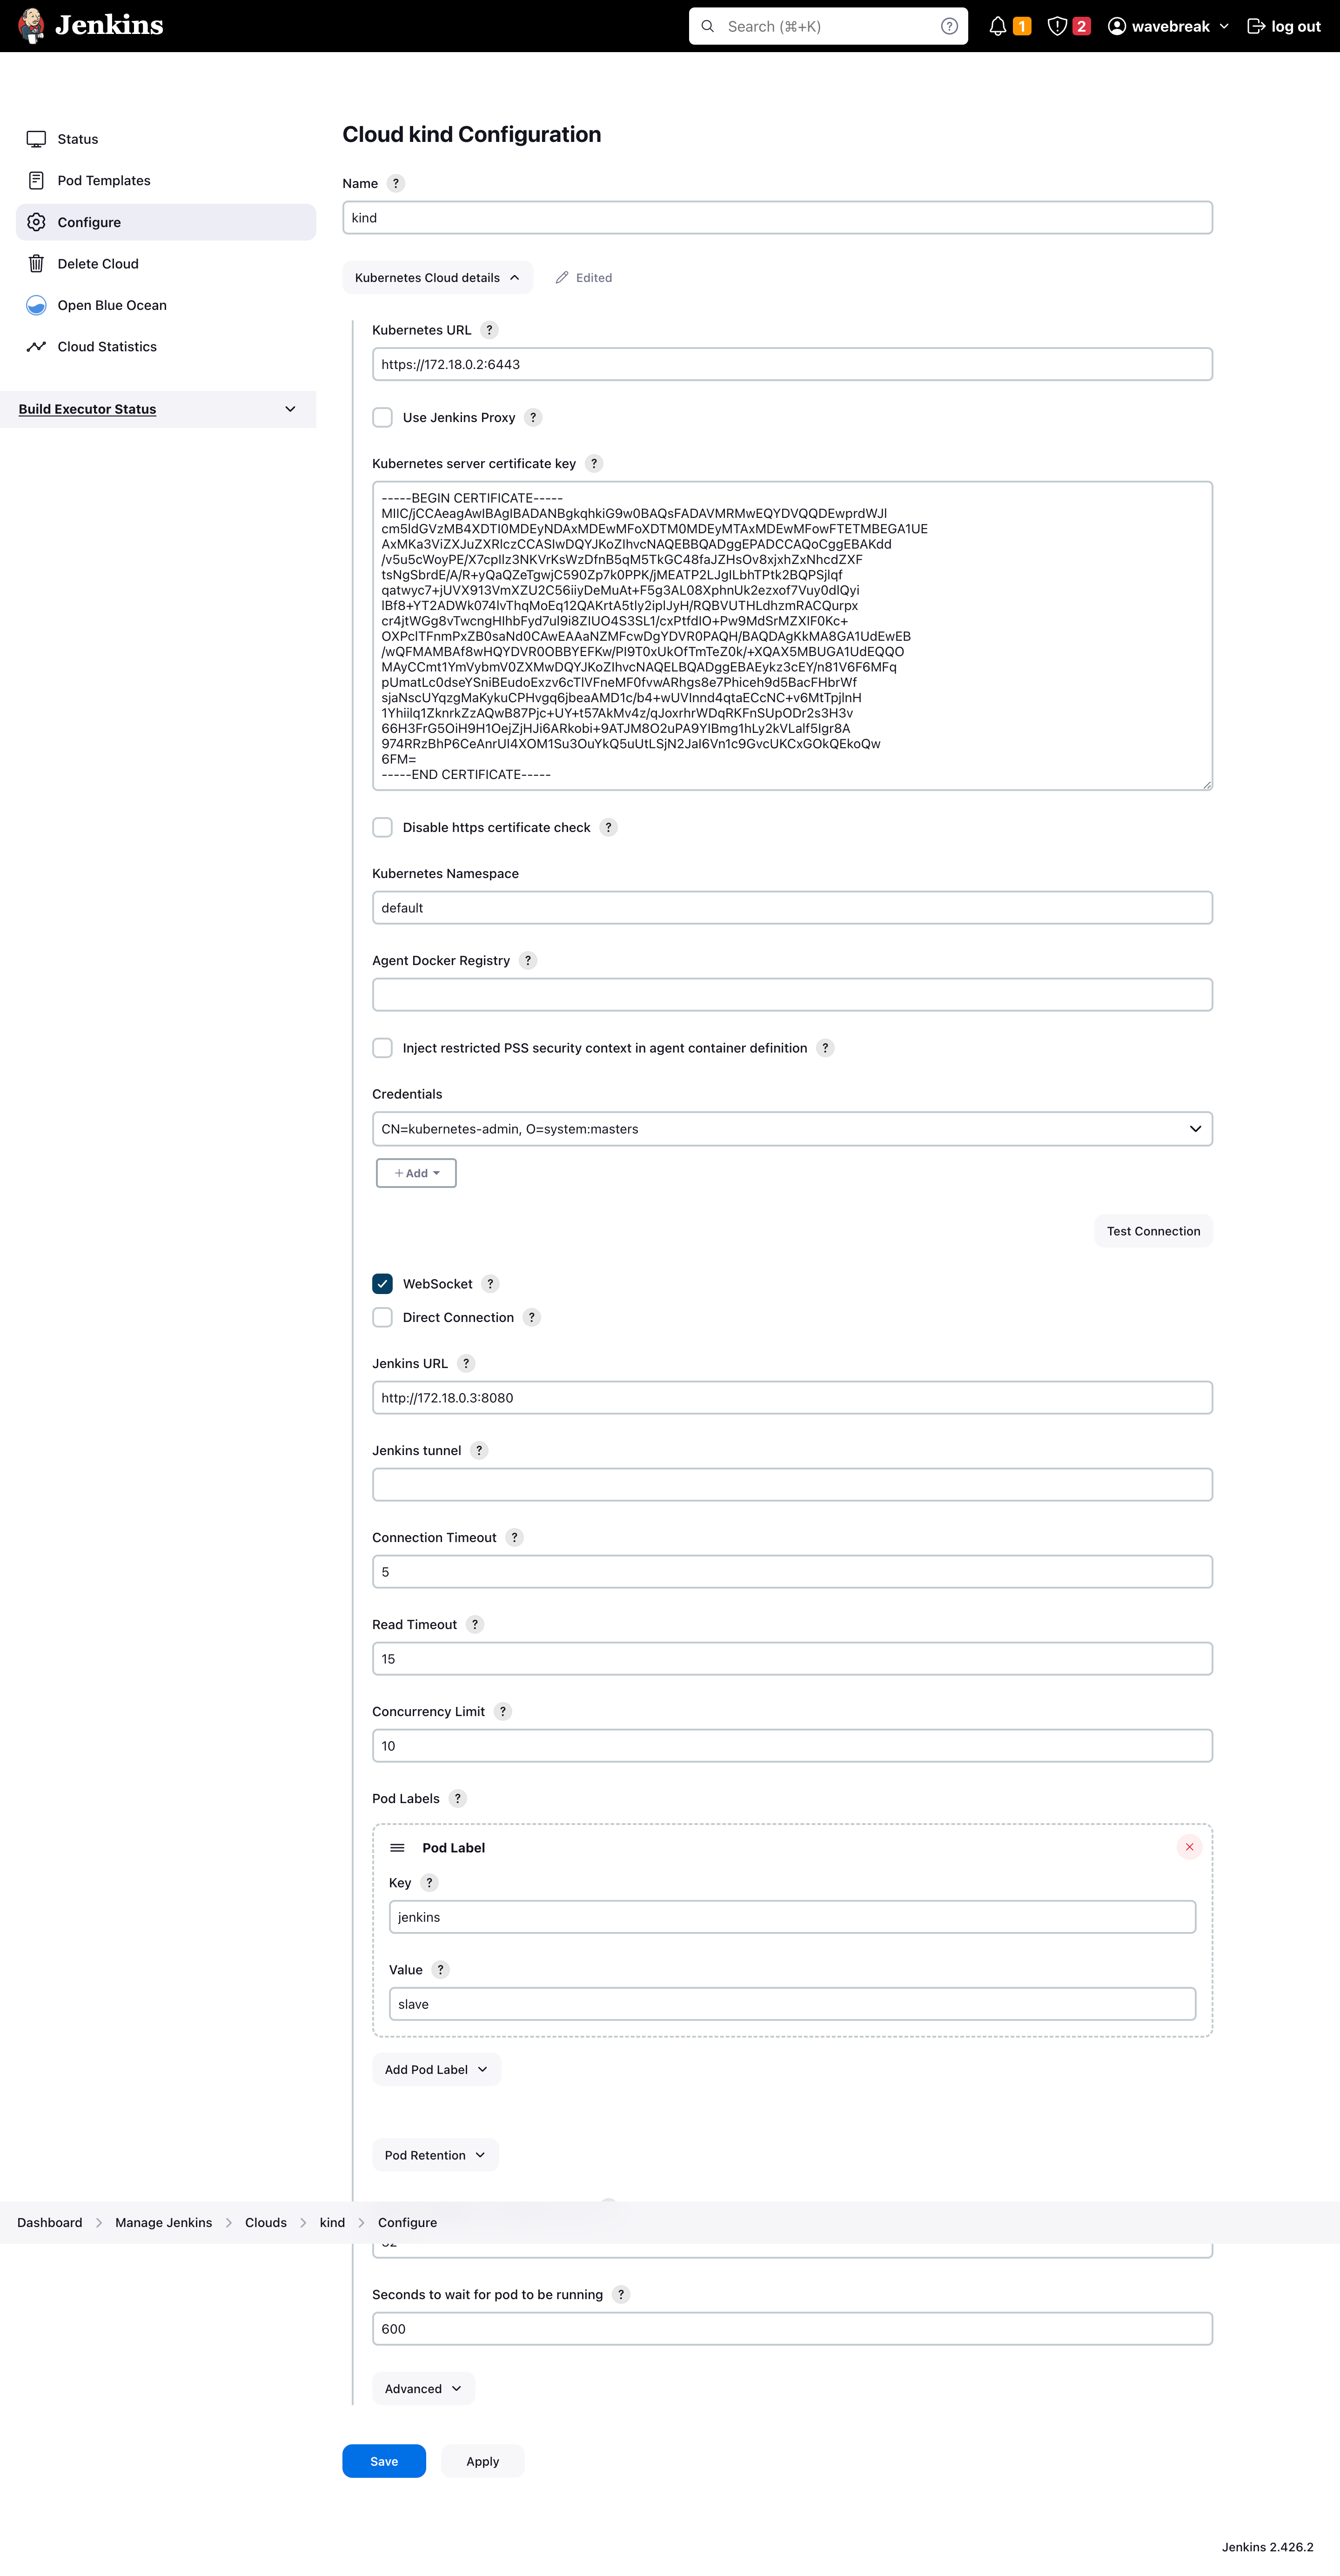 Jenkins
Search (⌘+K)
1
2
wavebreak
log out
Status
Pod Templates
Configure
Delete Cloud
Open Blue Ocean
Cloud Statistics
Build Executor Status
Cloud kind Configuration
Name ?
kind
Kubernetes Cloud details
Edited
Kubernetes URL ?
https://172.18.0.2:6443
Use Jenkins Proxy ?
Kubernetes server certificate key ?
-----BEGIN CERTIFICATE-----
MIIC/jCCAeagAwIBAgIBADANBgkqhkiG9w0BAQsFADAVMRMwEQYDVQQDEwprdWJl
cm5ldGVzMB4XDTI0MDEyNDAxMDEwMFoXDTM0MDEyMTAxMDEwMFowFTETMBEGA1UE
AxMKa3ViZXJuZXRlczCCASIwDQYJKoZIhvcNAQEBBQADggEPADCCAQoCggEBAKdd
/v5u5cWoyPE/X7cpllz3NKVrKsWzDfnB5qM5TkGC48faJZHsOv8xjxhZxNhcdZXF
tsNgSbrdE/A/R+yQaQZeTgwjC590Zp7k0PPK/jMEATP2LJgILbhTPtk2BQPSjlqf
qatwyc7+jUVX913VmXZU2C56iiyDeMuAt+F5g3AL08XphnUk2ezxof7Vuy0dlQyi
IBf8+YT2ADWk074lvThqMoEq12QAKrtA5tly2iplJyH/RQBVUTHLdhzmRACQurpx
cr4jtWGg8vTwcngHIhbFyd7ul9i8ZIUO4S3SL1/cxPtfdIO+Pw9MdSrMZXIF0Kc+
OXPclTFnmPxZB0saNd0CAwEAAaNZMFcwDgYDVR0PAQH/BAQDAgKkMA8GA1UdEwEB
/wQFMAMBAf8wHQYDVR0OBBYEFKw/PI9T0xUkOfTmTeZ0k/+XQAX5MBUGA1UdEQQO
MAyCCmt1YmVybmV0ZXMwDQYJKoZIhvcNAQELBQADggEBAEykz3cEY/n81V6F6MFq
pUmatLc0dseYSniBEudoExzv6cTlVFneMF0fvwARhgs8e7Phiceh9d5BacFHbrWf
sjaNscUYqzgMaKykuCPHvgq6jbeaAMD1c/b4+wUVInnd4qtaECcNC+v6MtTpjlnH
1Yhiilq1ZknrkZzAQwB87Pjc+UY+t57AkMv4z/qJoxrhrWDqRKFnSUpODr2s3H3v
66H3FrG5OiH9H1OejZjHJi6ARkobi+9ATJM8O2uPA9YlBmg1hLy2kVLalf5Igr8A
974RRzBhP6CeAnrUI4XOM1Su3OuYkQ5uUtLSjN2Jal6Vn1c9GvcUKCxGOkQEkoQw
6FM=
-----END CERTIFICATE-----
Disable https certificate check ?
Kubernetes Namespace
default
Agent Docker Registry ?
Inject restricted PSS security context in agent container definition ?
Credentials
CN=kubernetes-admin, O=system:masters
+ Add
Test Connection
WebSocket ?
Direct Connection ?
Jenkins URL ?
http://172.18.0.3:8080
Jenkins tunnel ?
Connection Timeout ?
5
Read Timeout ?
15
Concurrency Limit ?
10
Pod Labels ?
Pod Label
Key ?
jenkins
Value ?
slave
Add Pod Label
Pod Retention
Dashboard > Manage Jenkins > Clouds > kind > Configure
Seconds to wait for pod to be running ?
600
Advanced
Save
Apply
Jenkins 2.426.2